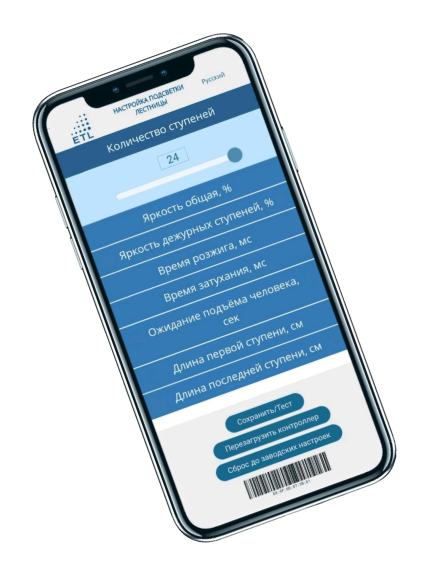 ETL
НАСТРОЙКА ПОДСВЕТКИ
ЛЕСТНИЦЫ
Русский
Количество ступеней
24
Яркость общая, %
Яркость дежурных ступеней, %
Время розжига, мс
Время затухания, мс
Ожидание подъёма человека,
сек
Длина первой ступени, см
Длина последней ступени, см
Сохранить/Тест
Перезагрузить контроллер
Сброс до заводских настроек